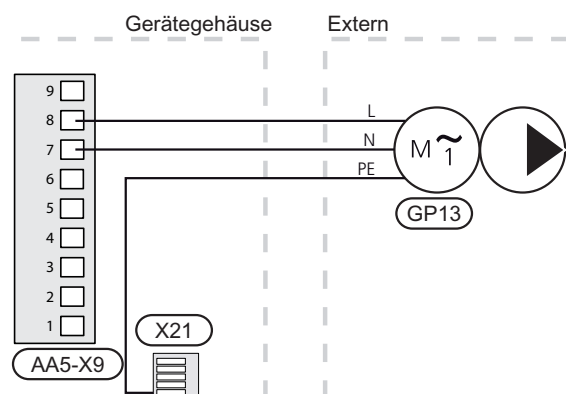 Gerätegehäuse
Extern
9
8
7
6
5
4
3
2
1
L
N
PE
M ~
1
GP13
X21
AA5-X9